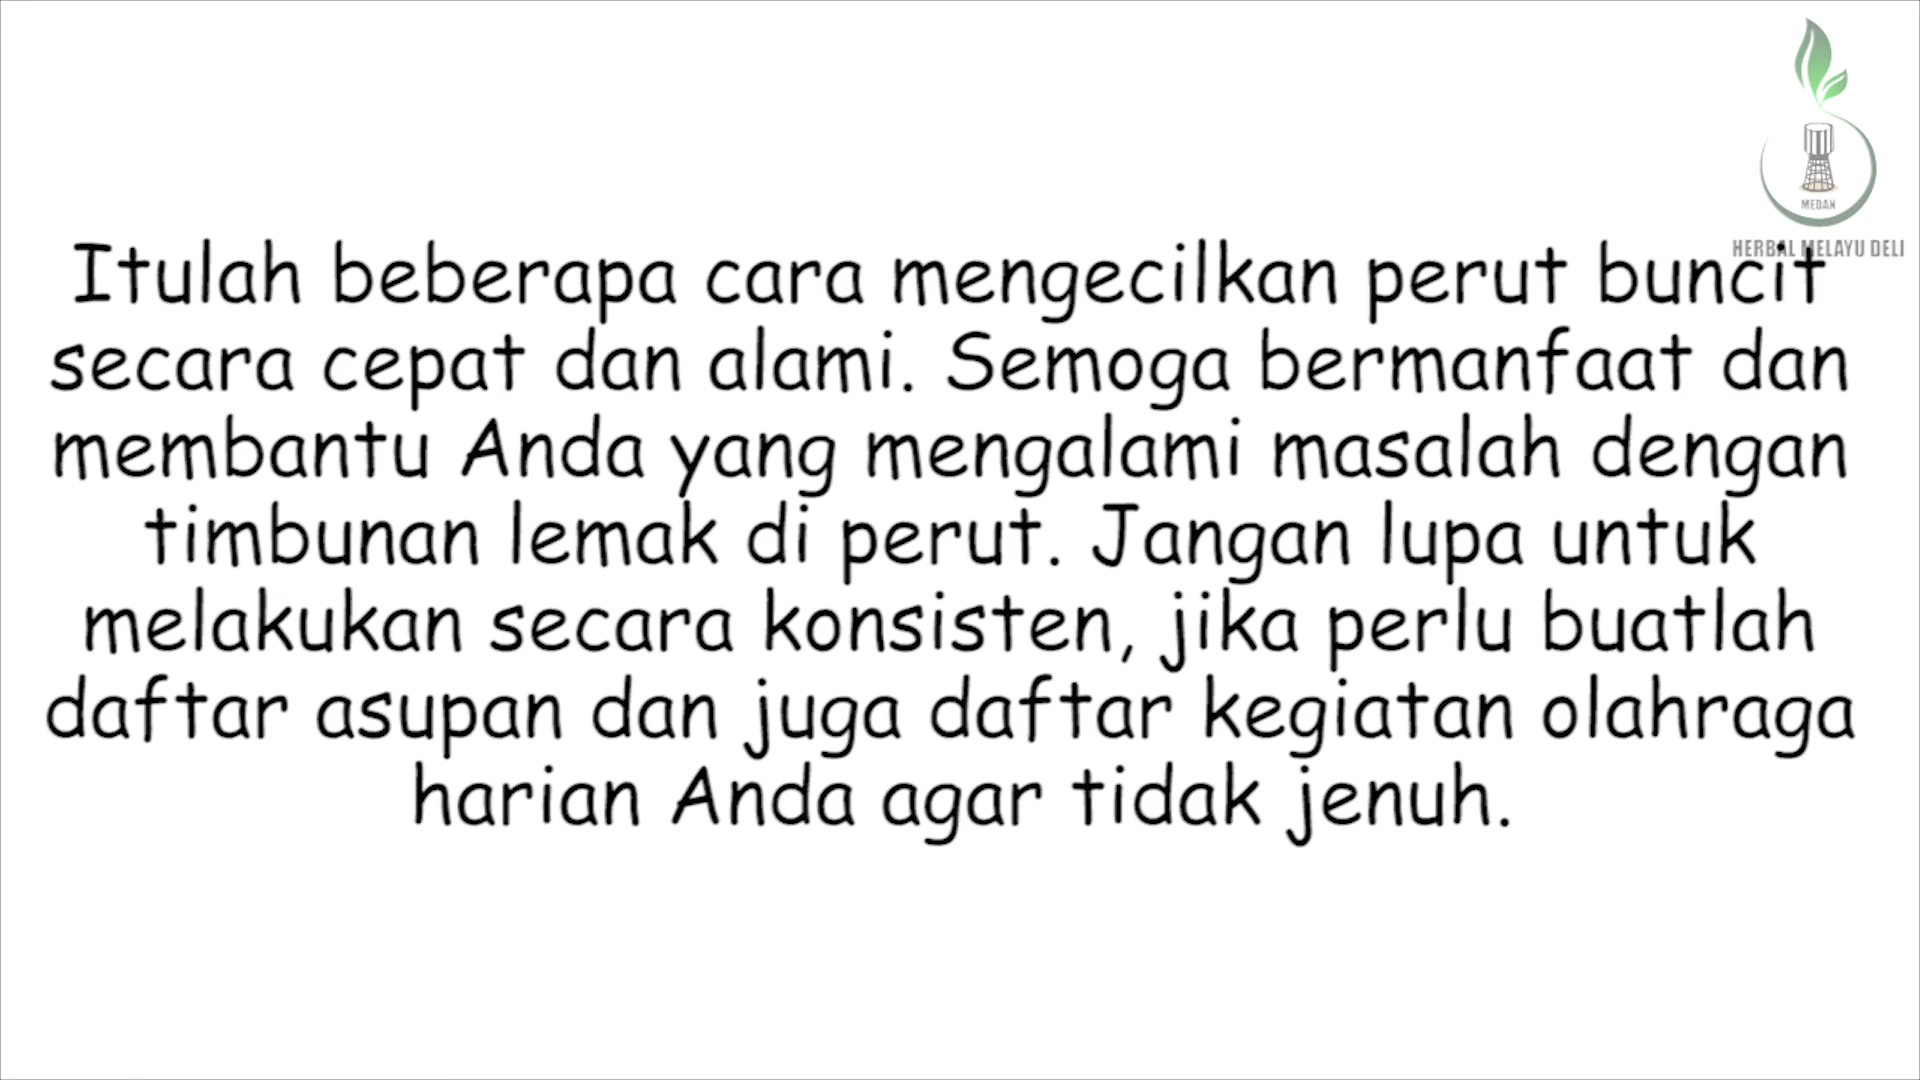 MEDAN
HERBAL MELAYU DELI
Itulah beberapa cara mengecilkan perut buncit
secara cepat dan alami. Semoga bermanfaat dan
membantu Anda yang mengalami masalah dengan
timbunan lemak di perut. Jangan lupa untuk
melakukan secara konsisten, jika perlu buatlah
daftar asupan dan juga daftar kegiatan olahraga
harian Anda agar tidak jenuh.